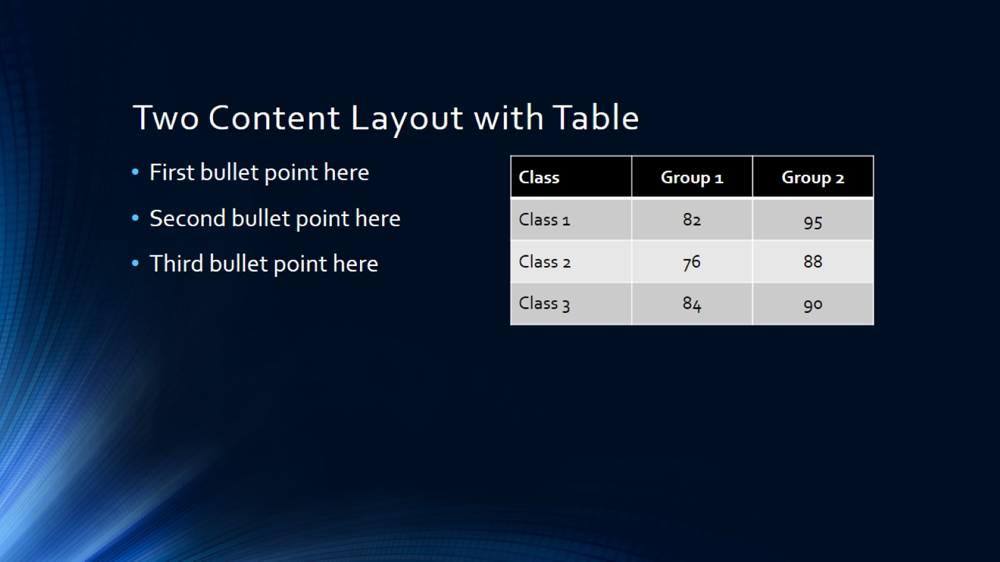 Two Content Layout with Table
• First bullet point here
• Second bullet point here
• Third bullet point here
Class Group 1 Group 2
Class 1 82 95
Class 2 76 88
Class 3 84 90